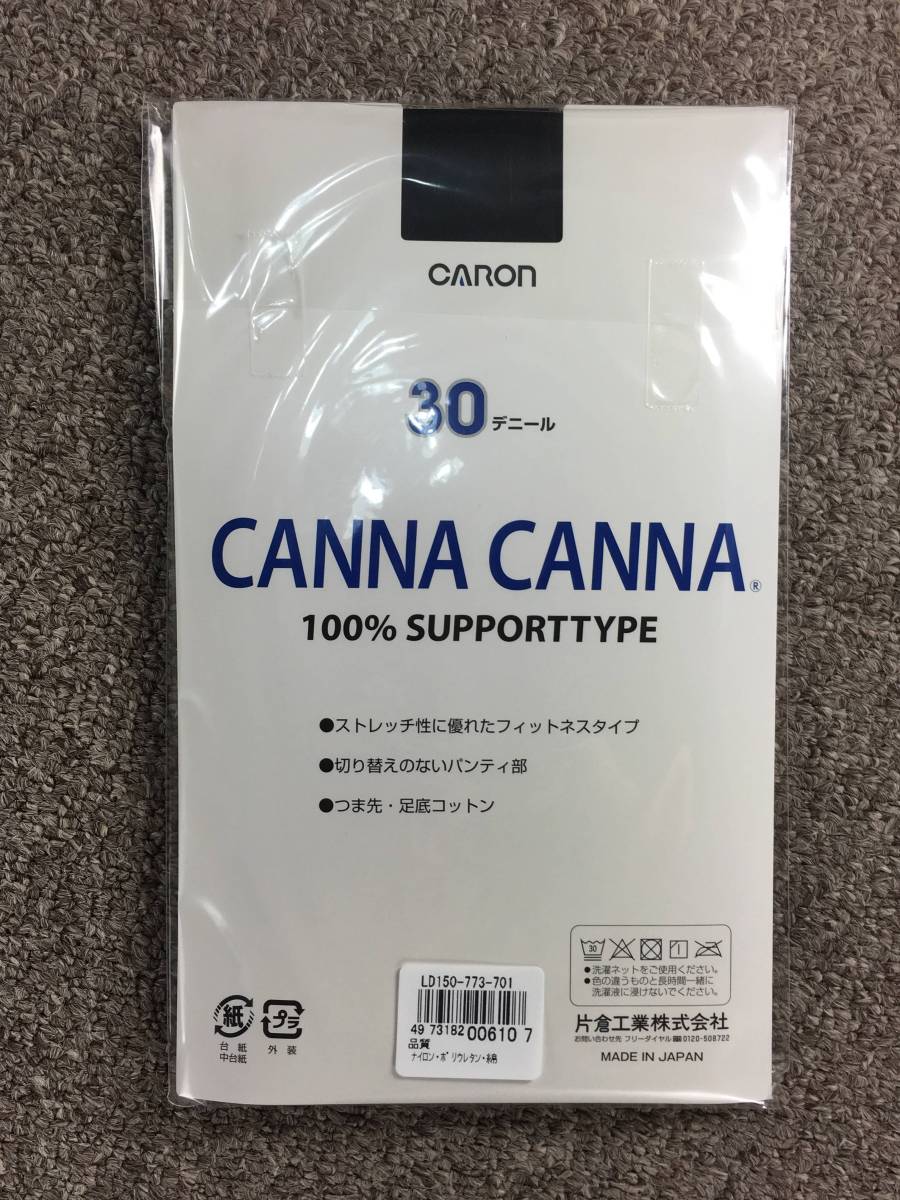 CARON
30デニール
CANNA CANNA®
100% SUPPORTTYPE
●ストレッチ性に優れたフィットネスタイプ
●切り替えのないパンティ部
●つま先・足底コットン
30
●洗濯ネットをご使用ください。
●色の違うものと長時間一緒に
洗濯液に浸けないでください。
片倉工業株式会社
お問い合わせ先 フリーダイヤル 0120-508722
MADE IN JAPAN
LD150-773-701
49 73182 00610 7
品質
ナイロン・ポリウレタン・綿
紙
台 紙
中台紙
プラ
外 装